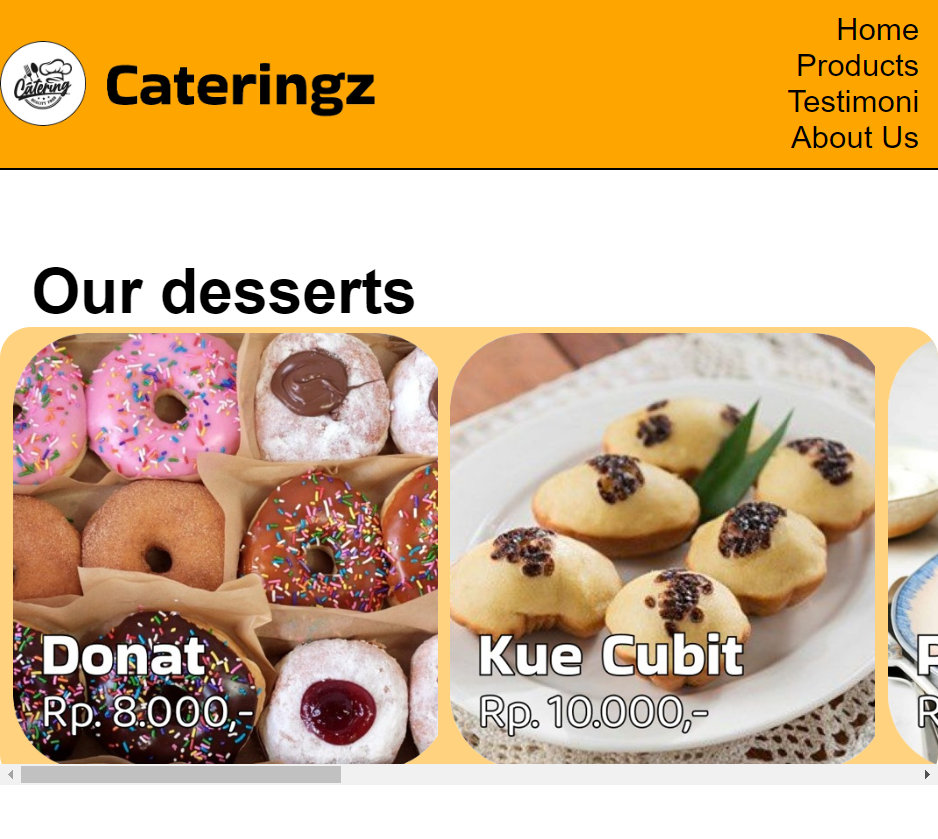 Catering
Cateringz
Home
Products
Testimoni
About Us
Our desserts
Donat
Rp. 8.000,-
Kue Cubit
Rp. 10.000,-